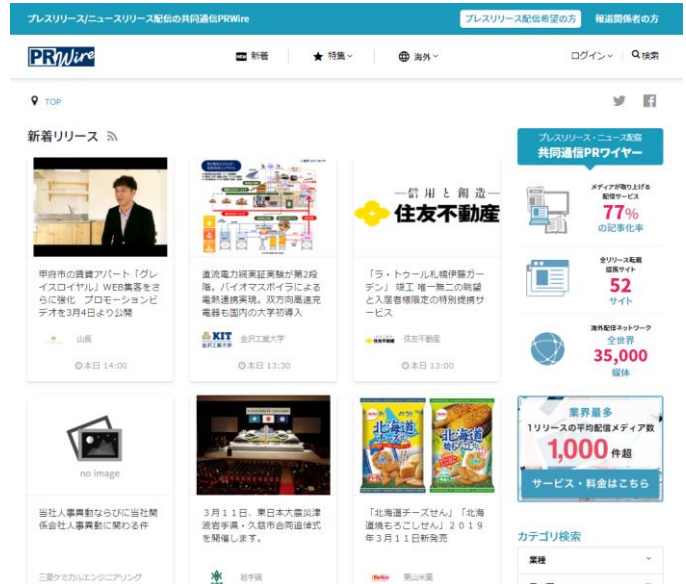 プレスリリース/ニュースリリース配信の共同通信PRWire
プレスリリース配信希望の方
報道関係者の方
PRWire
新着
特集
海外
ログイン
検索
TOP
新着リリース
甲府市の賃貸アパート「グレ
イスロイヤル」WEB集客をさ
らに強化 プロモーションビ
デオを3月4日より公開
山長
本日 14:00
直流電力網実証実験が第2段
階。バイオマスボイラによる
電熱連携実現。双方向高速充
電器も国内の大学初導入
KIT
金沢工業大学
金沢工業大学
本日 13:30
信用と創造
住友不動産
「ラ・トゥール札幌伊藤ガー
デン」 竣工 唯一無二の眺望
と入居者様限定の特別提携サ
ービス
住友不動産
住友不動産
本日 13:00
no image
当社人事異動ならびに当社関
係会社人事異動に関わる件
三菱ケミカルエンジニアリング
3月11日、東日本大震災津
波岩手県・久慈市合同追悼式
を開催します。
岩手県
北海道
チーズせん
北海道
焼もろこしせん
「北海道チーズせん」「北海
道焼もろこしせん」2019
年3月11日新発売
Befco
栗山米菓
プレスリリース・ニュース配信
共同通信PRワイヤー
メディアが取り上げる
配信サービス
77%
の記事化率
全リリース転載
提携サイト
52
サイト
海外配信ネットワーク
全世界
35,000
媒体
業界最多
1リリースの平均配信メディア数
1,000 件超
サービス・料金はこちら
カテゴリ検索
業種